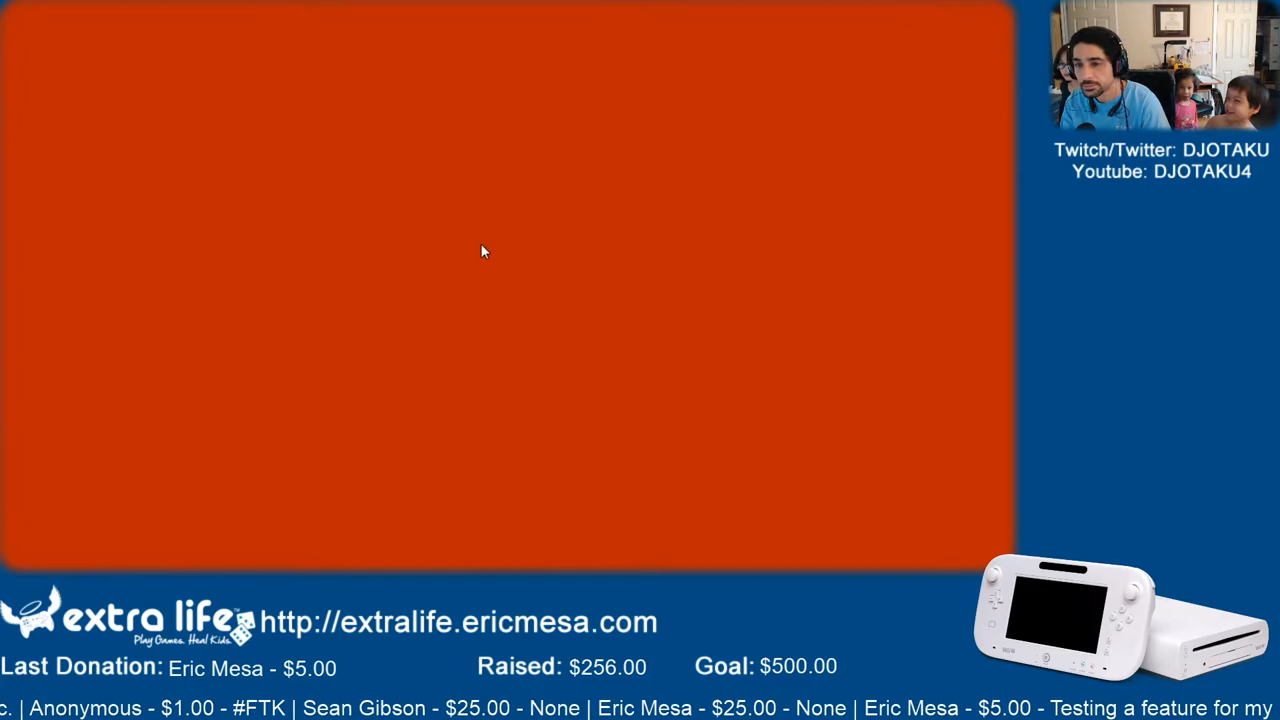 Twitch/Twitter: DJOTAKU
Youtube: DJOTAKU4
extra life
Play Games. Heal Kids.
http://extralife.ericmesa.com
Last Donation: Eric Mesa - $5.00
Raised: $256.00
Goal: $500.00
c. | Anonymous - $1.00 - #FTK | Sean Gibson - $25.00 - None | Eric Mesa - $25.00 - None | Eric Mesa - $5.00 - Testing a feature for my